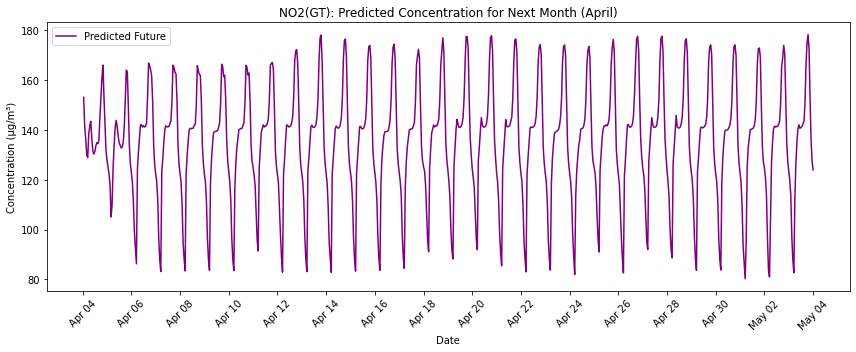 NO2(GT): Predicted Concentration for Next Month (April)
Predicted Future
Concentration (µg/m³)
180
160
140
120
100
80
Apr 04
Apr 06
Apr 08
Apr 10
Apr 12
Apr 14
Apr 16
Apr 18
Apr 20
Apr 22
Apr 24
Apr 26
Apr 28
Apr 30
May 02
May 04
Date